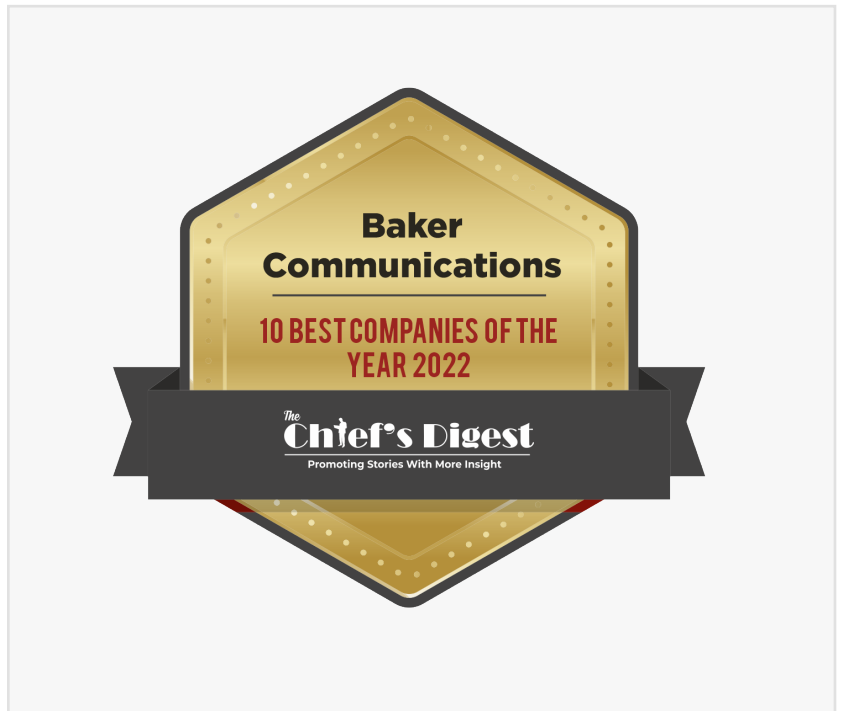 Baker
Communications
10 BEST COMPANIES OF THE
YEAR 2022
The
Chief's Digest
Promoting Stories With More Insight